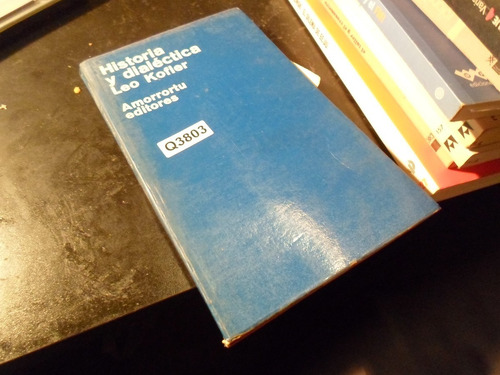 Historia
y dialéctica
Leo Kofler
Amorrortu
editores
Q3803